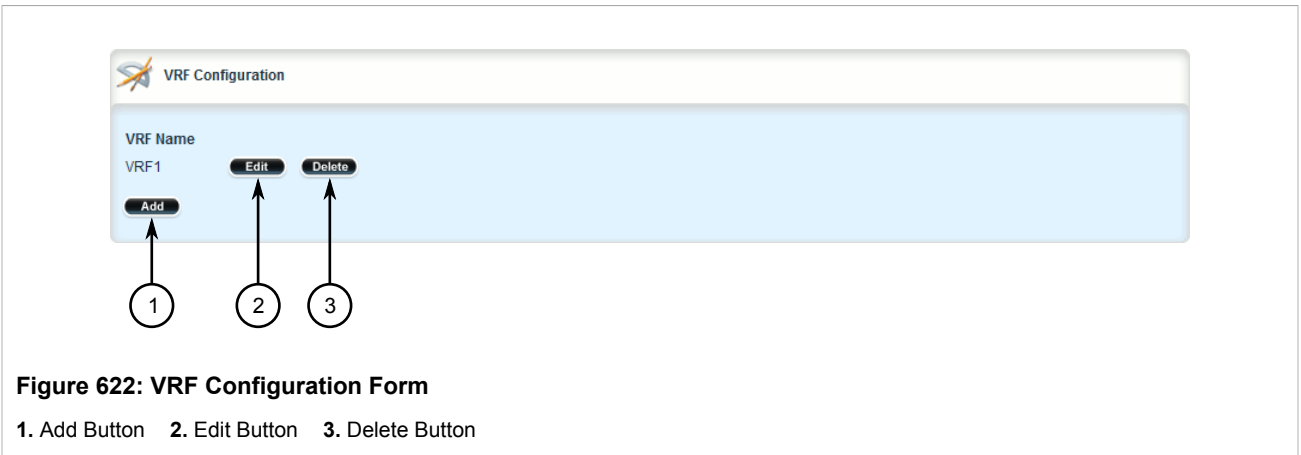 VRF Configuration
VRF Name
VRF1 Edit Delete
Add
1 2 3
Figure 622: VRF Configuration Form
1. Add Button 2. Edit Button 3. Delete Button